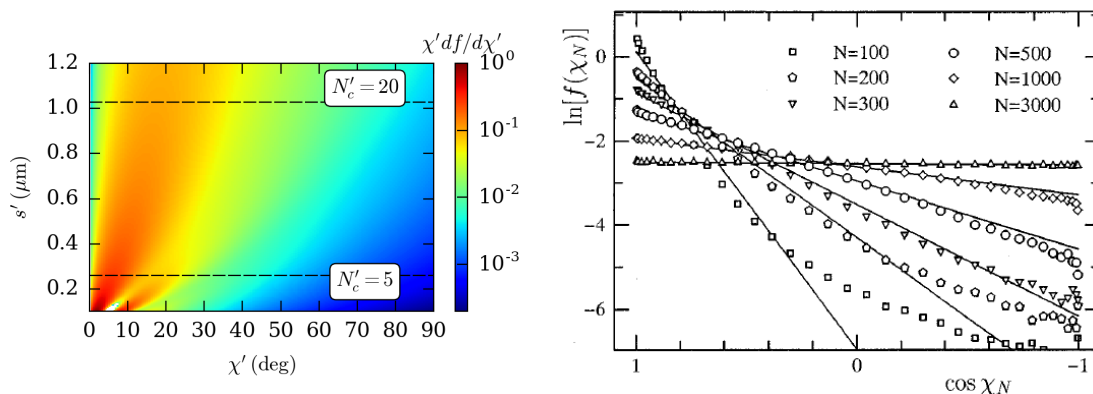 χ′df/dχ′
1.2
1.0
0.8
0.6
0.4
0.2
s′ (μm)
N′c = 20
N′c = 5
0 10 20 30 40 50 60 70 80 90
χ′ (deg)
10⁰
10⁻¹
10⁻²
10⁻³
ln[f(χN)]
0
-2
-4
-6
N=100
N=200
N=300
N=500
N=1000
N=3000
1 0 -1
cos χN